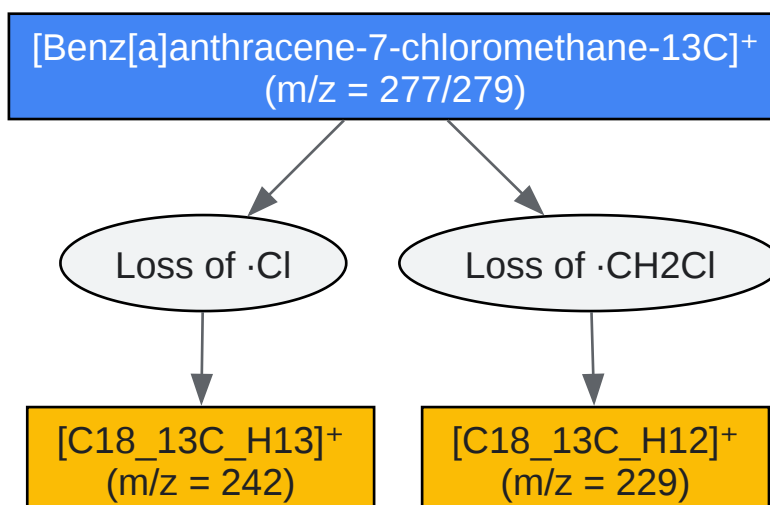 [Benz[a]anthracene-7-chloromethane-13C]⁺
(m/z = 277/279)
Loss of ·Cl
Loss of ·CH2Cl
[C18_13C_H13]⁺
(m/z = 242)
[C18_13C_H12]⁺
(m/z = 229)